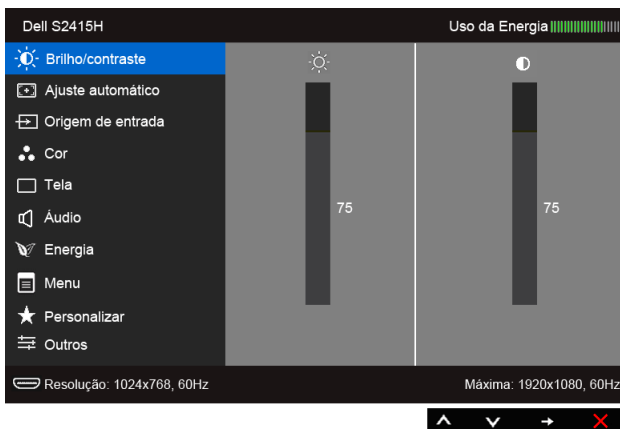 Dell S2415H Uso da Energia
Brilho/contraste
Ajuste automático
Origem de entrada
Cor
Tela
Áudio
75 75
Energia
Menu
Personalizar
Outros
Resolução: 1024x768, 60Hz Máxima: 1920x1080, 60Hz